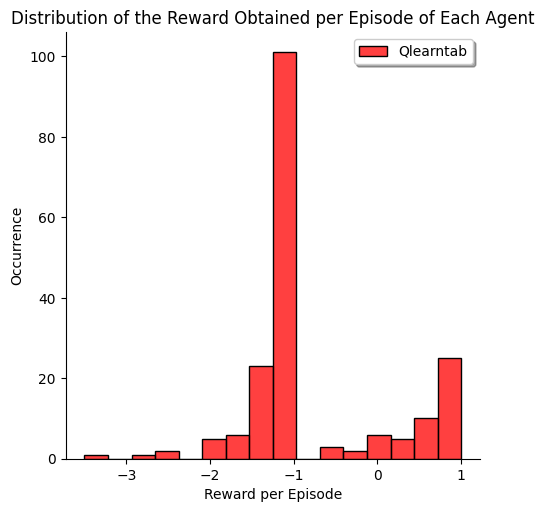 Distribution of the Reward Obtained per Episode of Each Agent
Qlearntab
Occurrence
100
80
60
40
20
0
−3
−2
−1
0
1
Reward per Episode